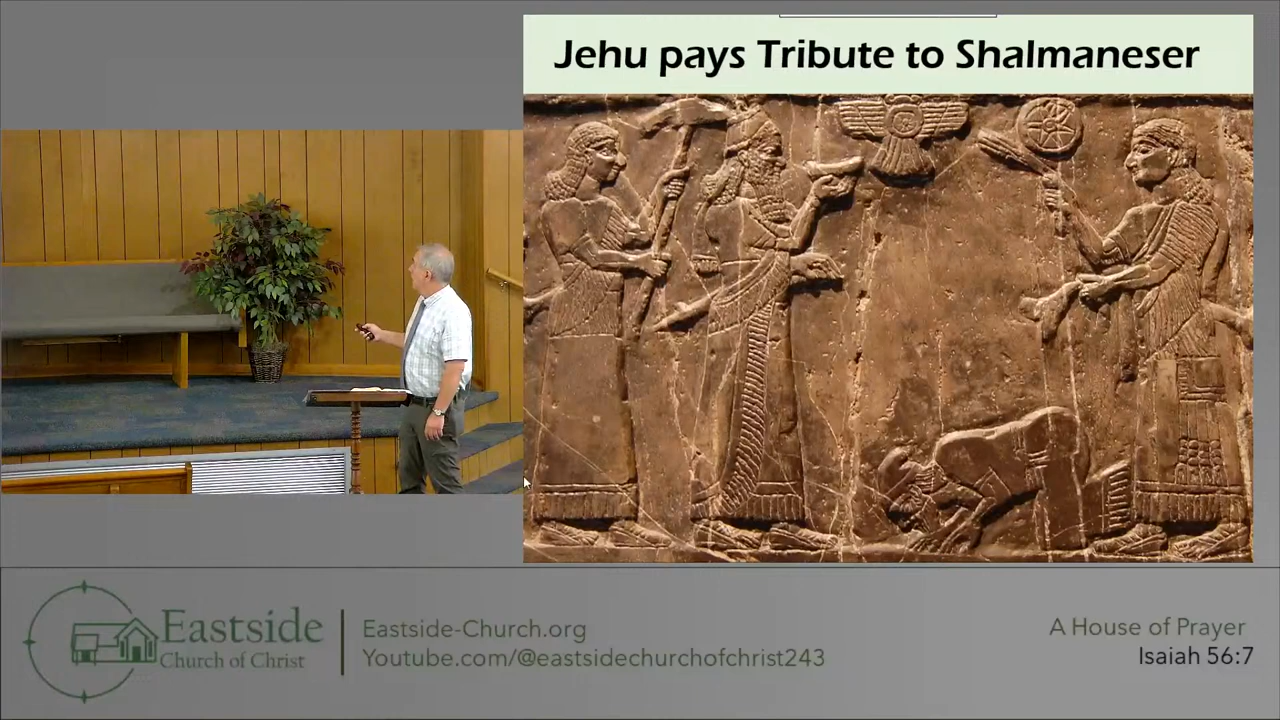 Jehu pays Tribute to Shalmaneser
Eastside
Church of Christ
Eastside-Church.org
Youtube.com/@eastsidechurchofchrist243
A House of Prayer
Isaiah 56:7